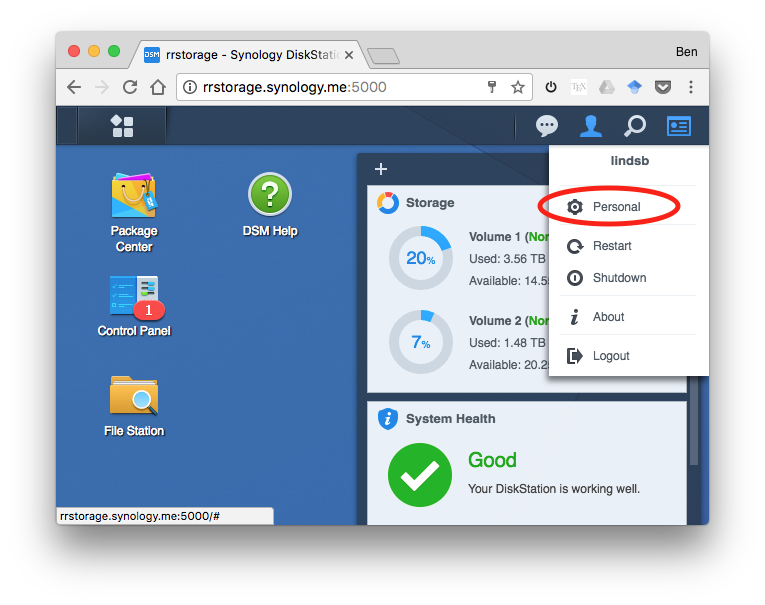 DSM rrstorage - Synology DiskStatio
Ben
rrstorage.synology.me:5000
TEX
lindsb
Personal
Restart
Shutdown
About
Logout
Package
Center
DSM Help
1
Control Panel
File Station
Storage
20%
Volume 1 (Nor
Used: 3.56 TB
Available: 14.5
7%
Volume 2 (Nor
Used: 1.48 TB
Available: 20.2
System Health
Good
Your DiskStation is working well.
rrstorage.synology.me:5000/#